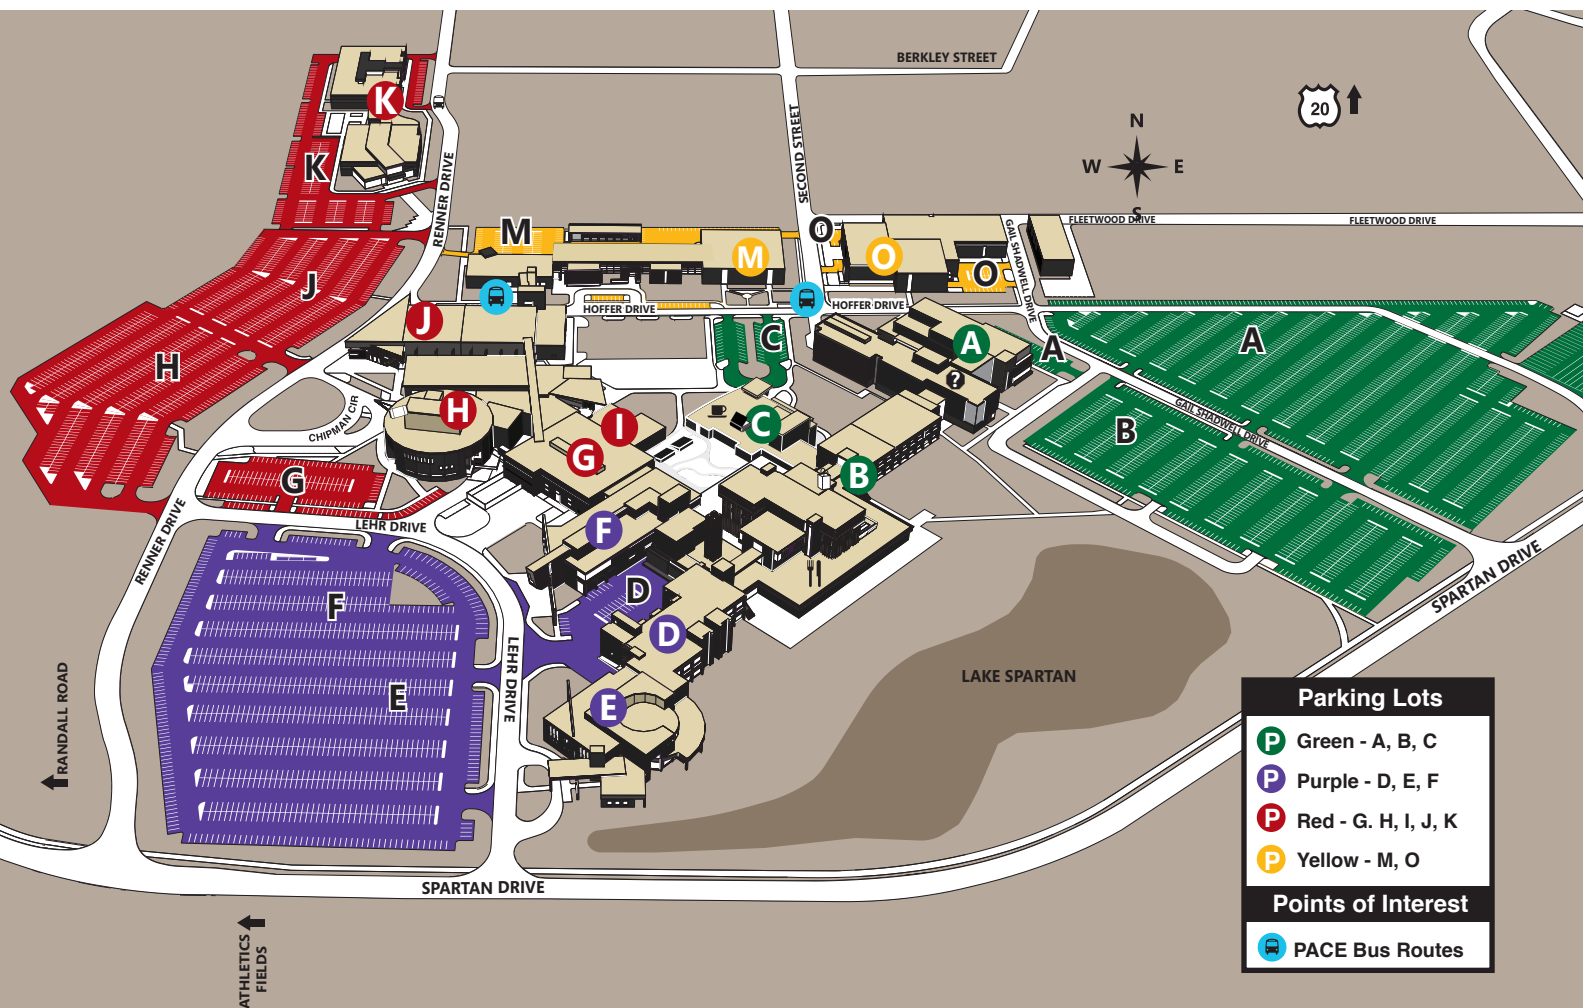 BERKLEY STREET
20
N
W E
S
K
K
RENNER DRIVE
SECOND STREET
FLEETWOOD DRIVE
FLEETWOOD DRIVE
GAIL SHADWELL DRIVE
M
M
O
O
O
J
J
HOFFER DRIVE
HOFFER DRIVE
C
A
A
A
?
H
H
CHIPMAN CIR
I
G
C
B
B
GAIL SHADWELL DRIVE
G
LEHR DRIVE
RENNER DRIVE
F
F
D
D
E
E
LEHR DRIVE
LAKE SPARTAN
SPARTAN DRIVE
RANDALL ROAD
SPARTAN DRIVE
ATHLETICS
FIELDS
Parking Lots
P Green - A, B, C
P Purple - D, E, F
P Red - G. H, I, J, K
P Yellow - M, O
Points of Interest
PACE Bus Routes